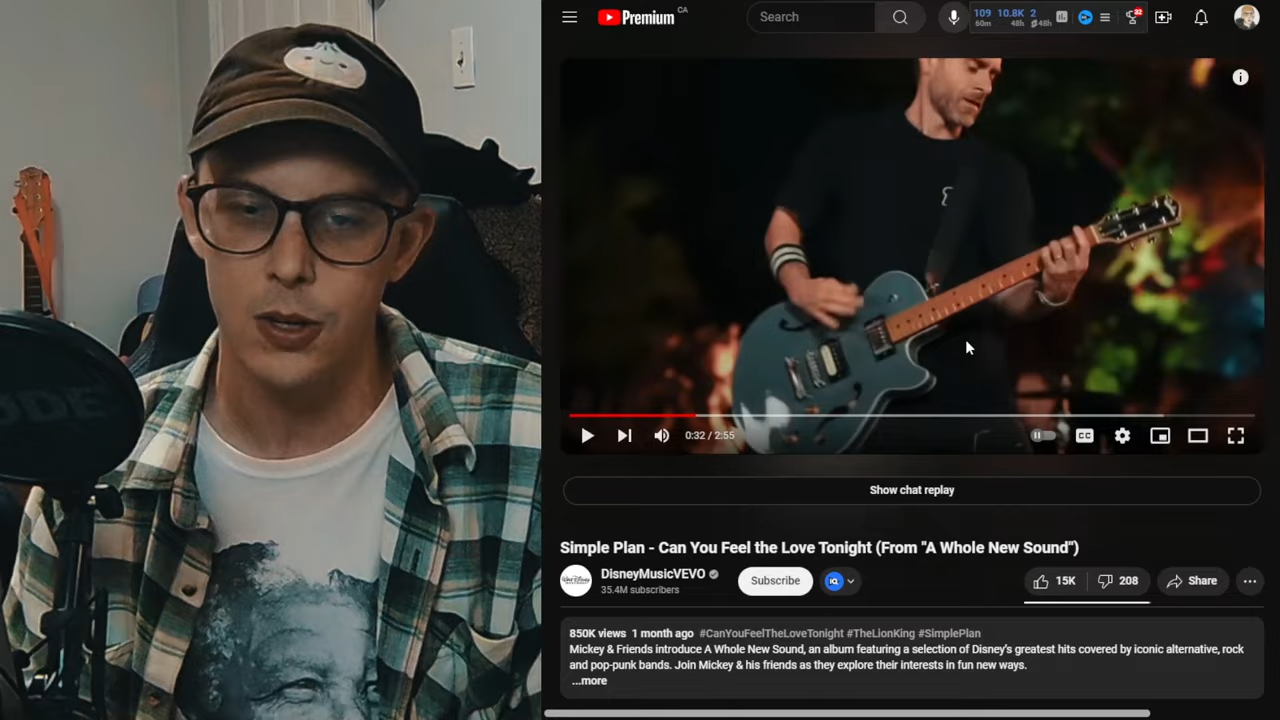 Premium CA
Search
109 10.8K 2
60m 48h 48h
32
0:32 / 2:55
CC
Show chat replay
Simple Plan - Can You Feel the Love Tonight (From "A Whole New Sound")
DisneyMusicVEVO
35.4M subscribers
Subscribe
IQ
15K
208
Share
850K views 1 month ago #CanYouFeelTheLoveTonight #TheLionKing #SimplePlan
Mickey & Friends introduce A Whole New Sound, an album featuring a selection of Disney's greatest hits covered by iconic alternative, rock
and pop-punk bands. Join Mickey & his friends as they explore their interests in fun new ways.
...more